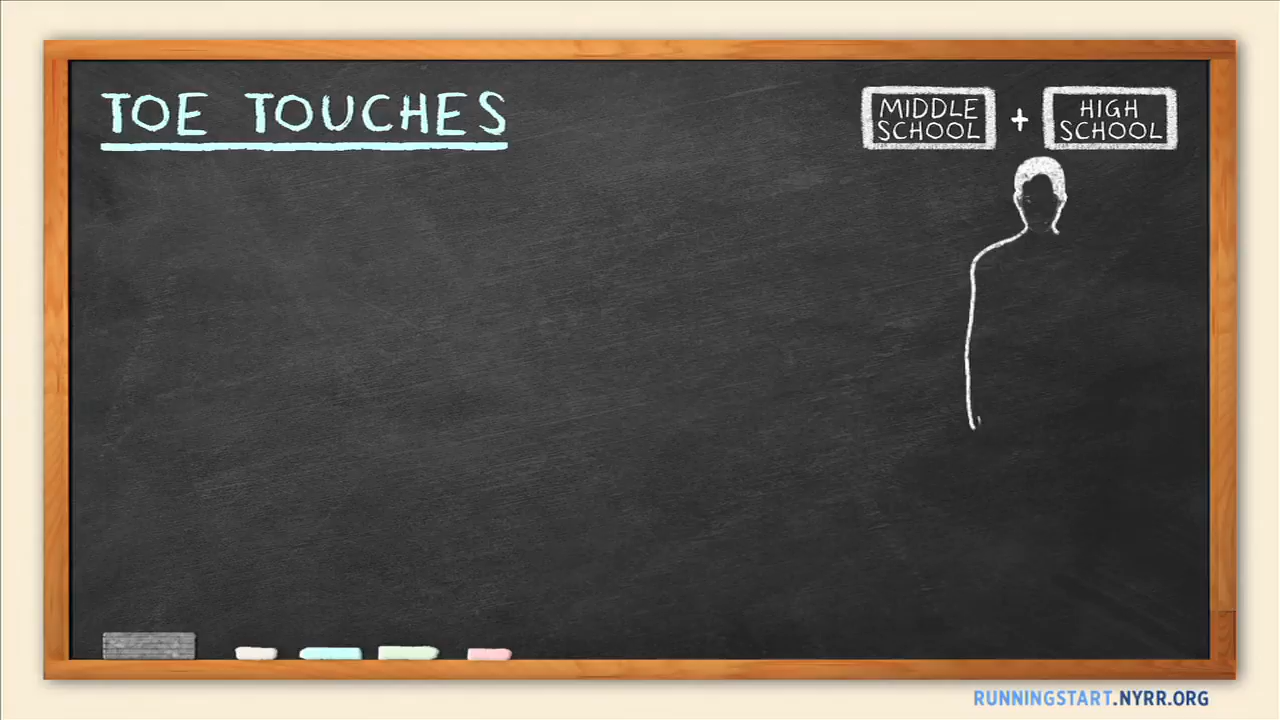 TOE TOUCHES
MIDDLE
SCHOOL
+
HIGH
SCHOOL
RUNNINGSTART.NYRR.ORG